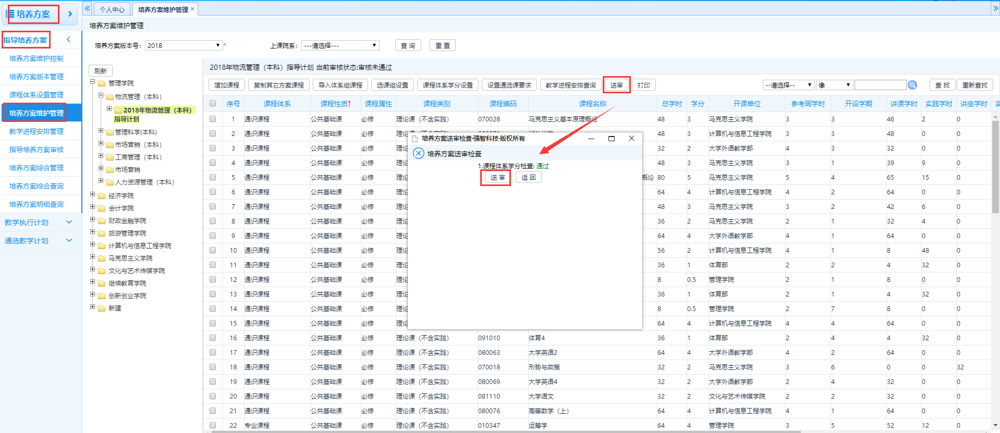 培养方案
指导培养方案
培养方案维护控制
培养方案版本管理
课程体系设置管理
培养方案维护管理
教学进程安排管理
指导培养方案审核
培养方案综合管理
培养方案综合查询
培养方案明细查询
教学执行计划
通选教学计划
个人中心 培养方案维护管理 ×
培养方案维护管理
培养方案版本号： 2018 * 上课院系： ---请选择--- 查 询 重 置
刷新
管理学院
物流管理（本科）
2018年物流管理（本科）
指导计划
管理科学(本科)
市场营销（本科）
工商管理（本科）
市场营销
人力资源管理（本科）
经济学院
会计学院
财政金融学院
旅游管理学院
计算机与信息工程学院
马克思主义学院
文化与艺术传媒学院
继续教育学院
创新创业学院
新建
2018年物流管理（本科）指导计划 当前审核状态:审核未通过
增加课程 复制其它方案课程 导入体系组课程 选课组设置 课程体系学分设置 设置通选课要求 教学进程安排查询 送审 打印 --请选择-- 像 查 找 重新查找
序号 课程体系 课程性质↑ 课程属性 课程类别 课程编码 课程名称 总学时 学分 开课单位 参考周学时 开设学期 讲课学时 实践学时 讲座学时
1 通识课程 公共基础课 必修 理论课（不含实践） 070028 马克思主义基本原理概论 48 3 马克思主义学院 3 3 46 2 0
2 通识课程 公共基础课 必修 理论 48 3 计算机与信息工程学院 3 3 48 0 0
3 通识课程 公共基础课 必修 理论 32 2 大学外语教学部 4 3 32 0 0
4 通识课程 公共基础课 必修 理论 48 3 马克思主义学院 3 1 39 9 0
5 通识课程 公共基础课 必修 理论 概论 80 5 马克思主义学院 5 4 65 15 0
6 通识课程 公共基础课 必修 理论 64 4 计算机与信息工程学院 4 2 64 0 0
7 通识课程 公共基础课 必修 理论 48 3 马克思主义学院 3 2 42 6 0
8 通识课程 公共基础课 必修 理论 36 2 马克思主义学院 2 1 32 4 0
9 通识课程 公共基础课 必修 理论 64 4 大学外语教学部 4 1 64 0 0
10 通识课程 公共基础课 必修 理论 56 2 计算机与信息工程学院 4 1 8 48 0
11 通识课程 公共基础课 必修 理论 36 1 体育部 2 2 4 32 0
12 通识课程 公共基础课 必修 理论 8 0.5 管理学院 2 1 8 0 0
13 通识课程 公共基础课 必修 理论 36 1 体育部 2 1 4 32 0
14 通识课程 公共基础课 必修 理论 8 0.5 管理学院 2 7 8 0 0
15 通识课程 公共基础课 必修 理论 64 4 计算机与信息工程学院 4 4 64 0 0
16 通识课程 公共基础课 必修 理论课（不含实践） 091010 体育4 36 1 体育部 2 4 4 32 0
17 通识课程 公共基础课 必修 理论课（不含实践） 080063 大学英语2 64 4 大学外语教学部 4 2 64 0 0
18 通识课程 公共基础课 必修 理论课（不含实践） 070018 形势与政策 32 2 马克思主义学院 3 6 0 0 32
19 通识课程 公共基础课 必修 理论课（不含实践） 080069 大学英语4 32 2 大学外语教学部 2 4 32 0 0
20 通识课程 公共基础课 必修 理论课（不含实践） 081110 大学语文 32 2 文化与艺术传媒学院 2 2 32 0 0
21 通识课程 公共基础课 必修 理论课（不含实践） 080076 高等数学（上） 64 4 计算机与信息工程学院 4 1 64 0 0
22 专业课程 公共基础课 必修 理论课（不含实践） 010347 运筹学 64 4 管理学院 3 5 52 12 0
培养方案送审检查·强智科技·版权所有
培养方案送审检查
1.课程体系学分检查: 通过
送 审 返 回